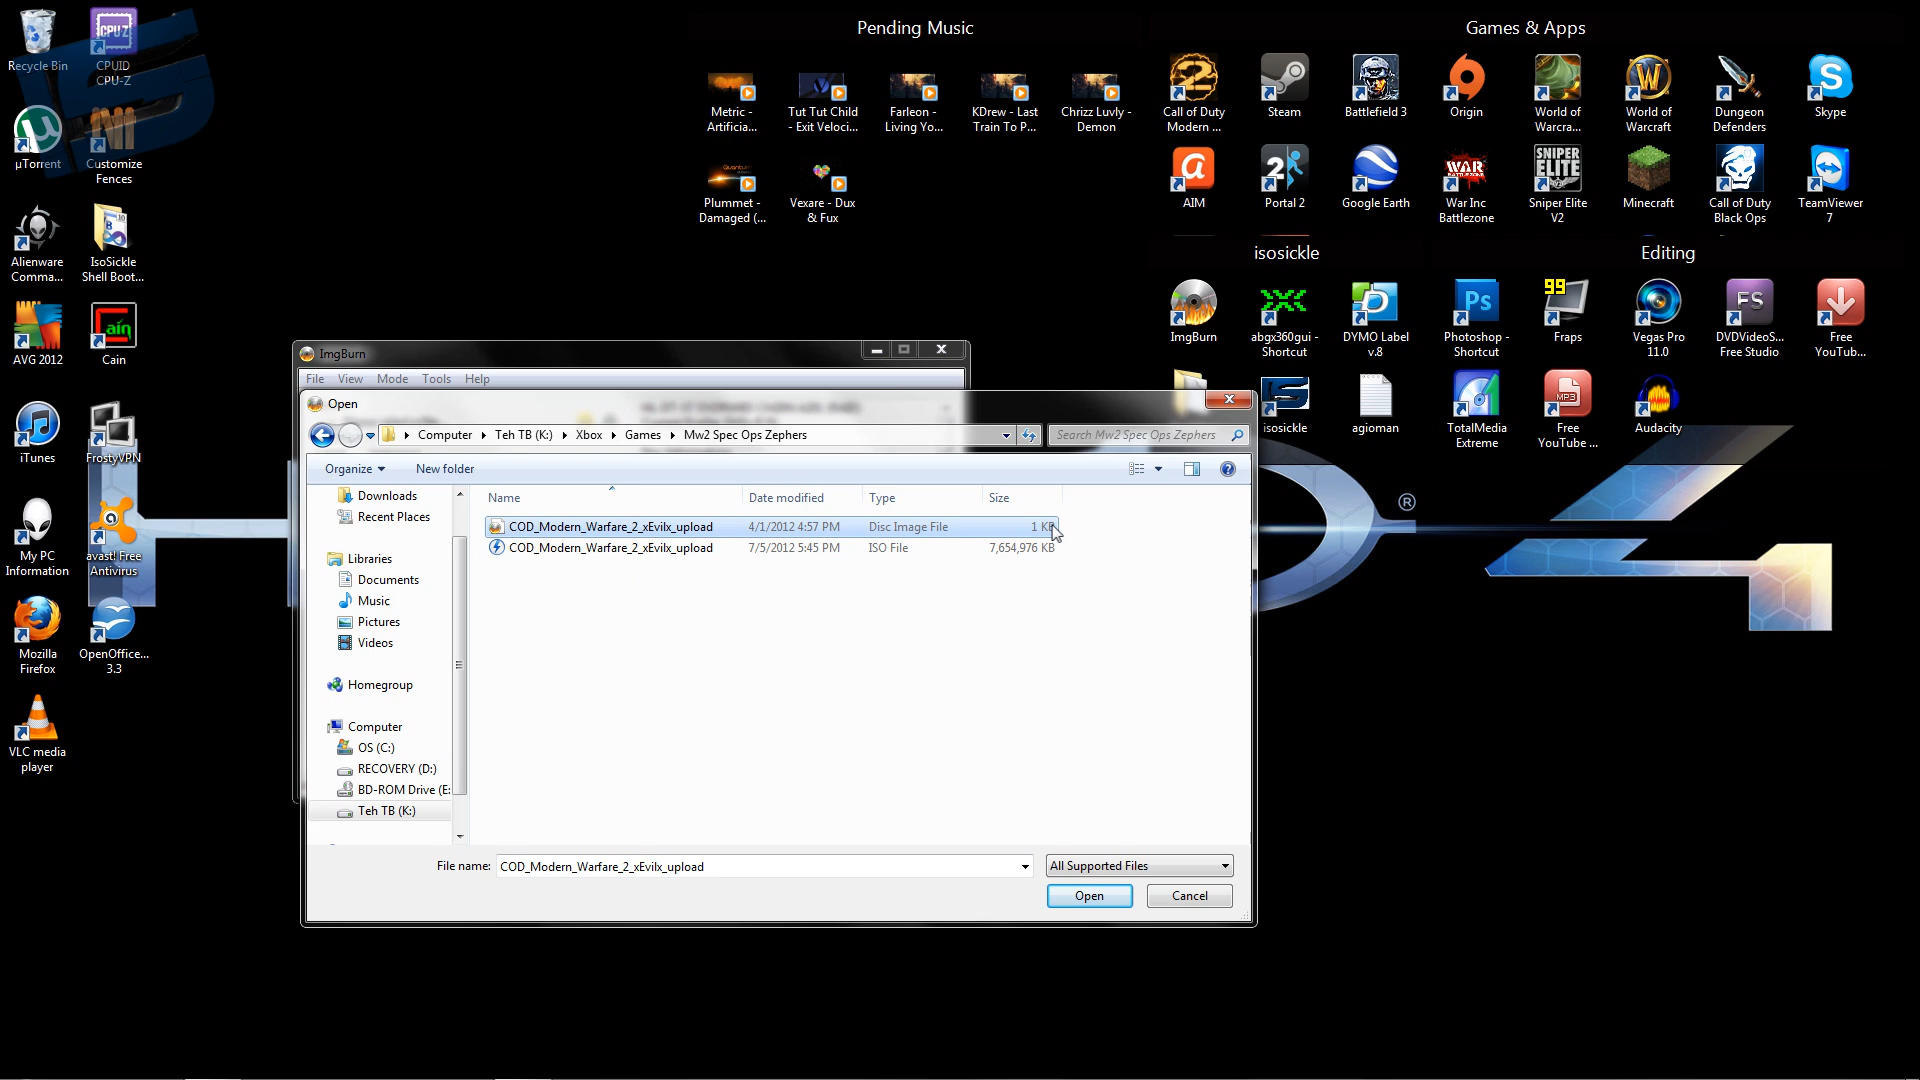 Recycle Bin
CPUID
CPU-Z
µTorrent
Customize
Fences
Alienware
Comma...
IsoSickle
Shell Boot...
AVG 2012
Cain
iTunes
FrostyVPN
My PC
Information
avast! Free
Antivirus
Mozilla
Firefox
OpenOffice...
3.3
VLC media
player
Pending Music
Metric -
Artificia...
Tut Tut Child
- Exit Veloci...
Farleon -
Living Yo...
KDrew - Last
Train To P...
Chrizz Luvly -
Demon
Plummet -
Damaged (...
Vexare - Dux
& Fux
Games & Apps
Call of Duty
Modern ...
Steam
Battlefield 3
Origin
World of
Warcra...
World of
Warcraft
Dungeon
Defenders
Skype
AIM
Portal 2
Google Earth
War Inc
Battlezone
Sniper Elite
V2
Minecraft
Call of Duty
Black Ops
TeamViewer
7
isosickle
ImgBurn
abgx360gui -
Shortcut
DYMO Label
v.8
isosickle
agioman
Editing
Photoshop -
Shortcut
Fraps
Vegas Pro
11.0
DVDVideoS...
Free Studio
Free
YouTub...
TotalMedia
Extreme
Free
YouTube ...
Audacity
ImgBurn
File View Mode Tools Help
Open
Computer Teh TB (K:) Xbox Games Mw2 Spec Ops Zephers
Search Mw2 Spec Ops Zephers
Organize New folder
Downloads
Recent Places
Libraries
Documents
Music
Pictures
Videos
Homegroup
Computer
OS (C:)
RECOVERY (D:)
BD-ROM Drive (E:
Teh TB (K:)
Name Date modified Type Size
COD_Modern_Warfare_2_xEvilx_upload 4/1/2012 4:57 PM Disc Image File 1 KB
COD_Modern_Warfare_2_xEvilx_upload 7/5/2012 5:45 PM ISO File 7,654,976 KB
File name: COD_Modern_Warfare_2_xEvilx_upload
All Supported Files
Open Cancel